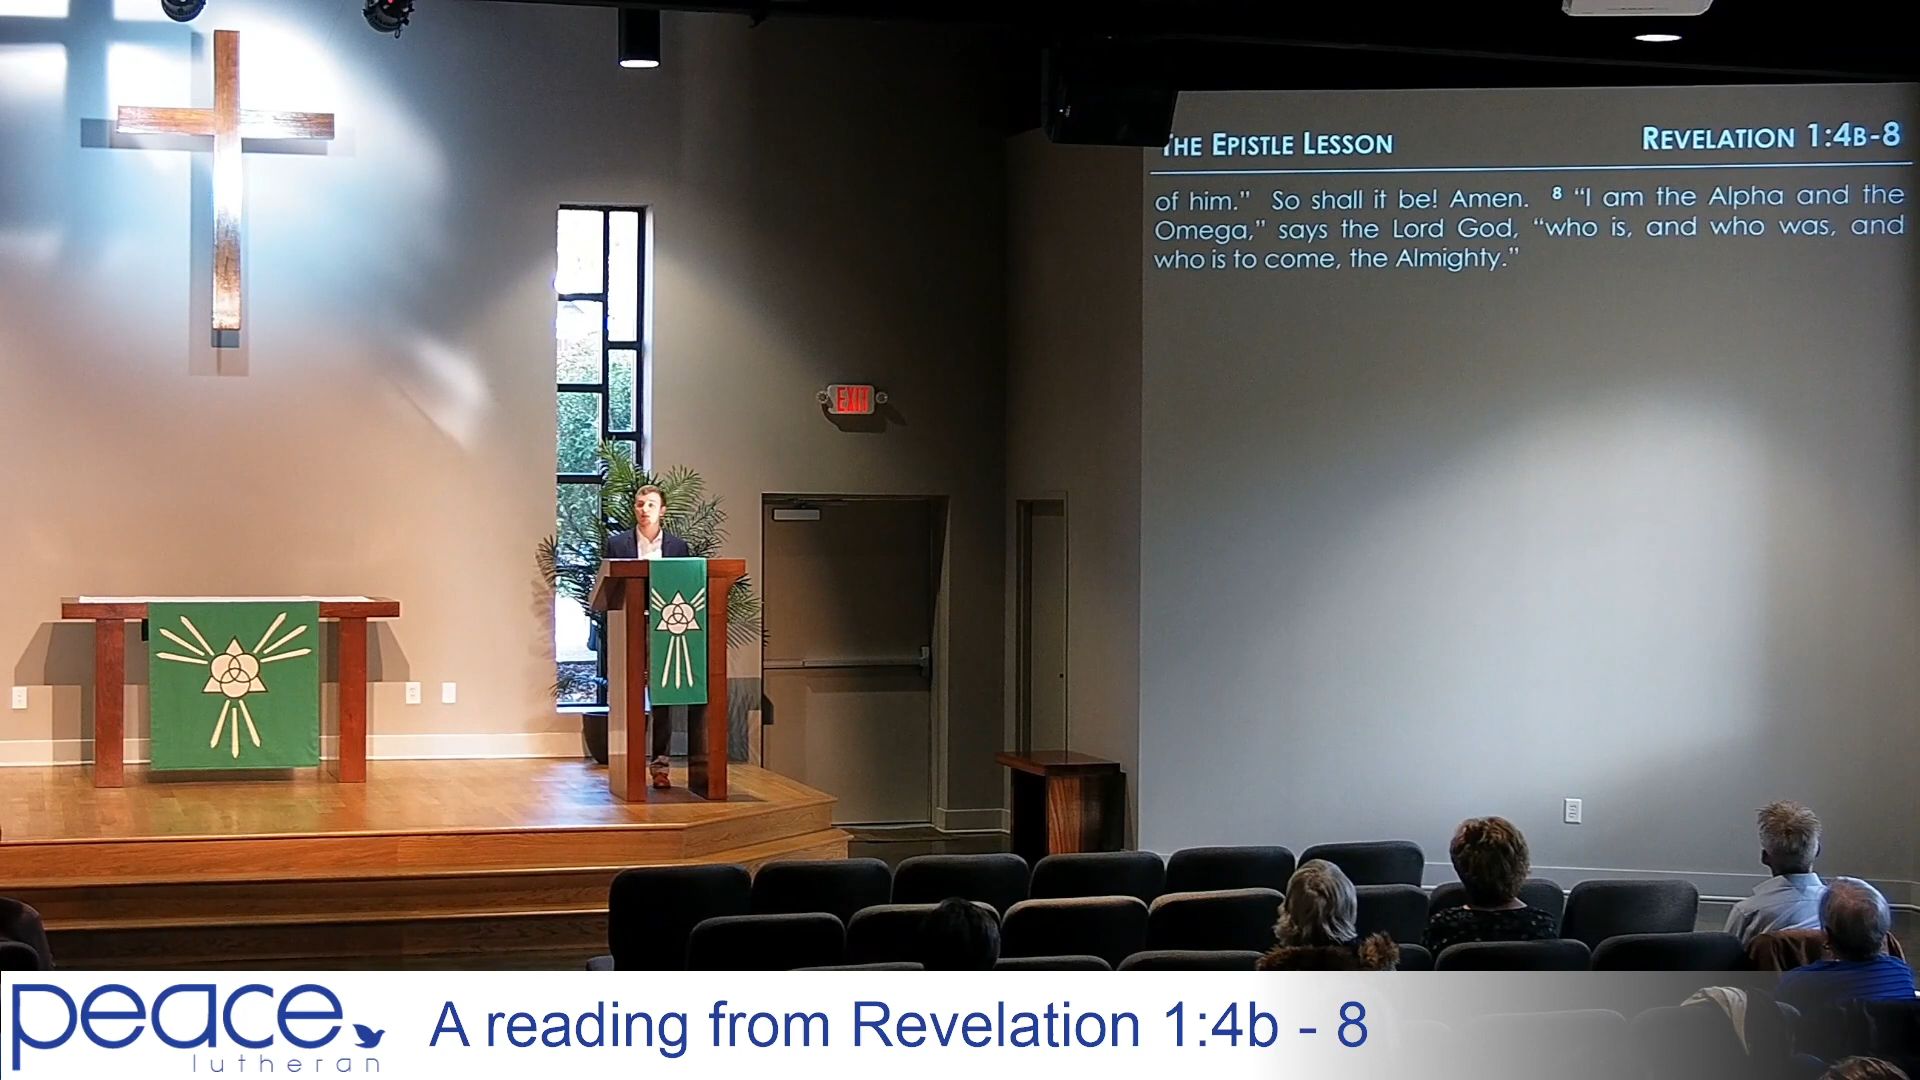 THE EPISTLE LESSON
REVELATION 1:4B-8
of him." So shall it be! Amen. 8 "I am the Alpha and the
Omega," says the Lord God, "who is, and who was, and
who is to come, the Almighty."
EXIT
peace
lutheran
A reading from Revelation 1:4b - 8